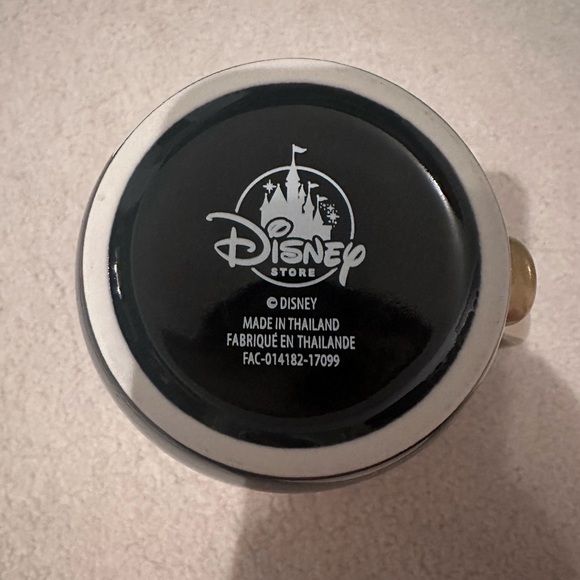 Disney
STORE
© DISNEY
MADE IN THAILAND
FABRIQUÉ EN THAILANDE
FAC-014182-17099